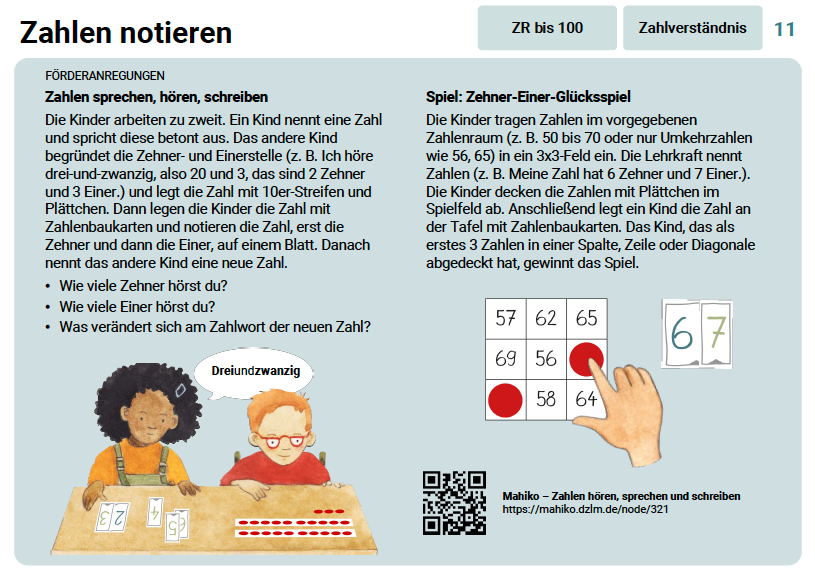 Zahlen notieren
ZR bis 100
Zahlverständnis
11
FÖRDERANREGUNGEN
Zahlen sprechen, hören, schreiben
Die Kinder arbeiten zu zweit. Ein Kind nennt eine Zahl
und spricht diese betont aus. Das andere Kind
begründet die Zehner- und Einerstelle (z. B. Ich höre
drei-und-zwanzig, also 20 und 3, das sind 2 Zehner
und 3 Einer.) und legt die Zahl mit 10er-Streifen und
Plättchen. Dann legen die Kinder die Zahl mit
Zahlenbaukarten und notieren die Zahl, erst die
Zehner und dann die Einer, auf einem Blatt. Danach
nennt das andere Kind eine neue Zahl.
• Wie viele Zehner hörst du?
• Wie viele Einer hörst du?
• Was verändert sich am Zahlwort der neuen Zahl?
Dreiundzwanzig
3 2
4
5 6
Spiel: Zehner-Einer-Glücksspiel
Die Kinder tragen Zahlen im vorgegebenen
Zahlenraum (z. B. 50 bis 70 oder nur Umkehrzahlen
wie 56, 65) in ein 3x3-Feld ein. Die Lehrkraft nennt
Zahlen (z. B. Meine Zahl hat 6 Zehner und 7 Einer.).
Die Kinder decken die Zahlen mit Plättchen im
Spielfeld ab. Anschließend legt ein Kind die Zahl an
der Tafel mit Zahlenbaukarten. Das Kind, das als
erstes 3 Zahlen in einer Spalte, Zeile oder Diagonale
abgedeckt hat, gewinnt das Spiel.
57 62 65
69 56
58 64
6 7
Mahiko – Zahlen hören, sprechen und schreiben
https://mahiko.dzlm.de/node/321